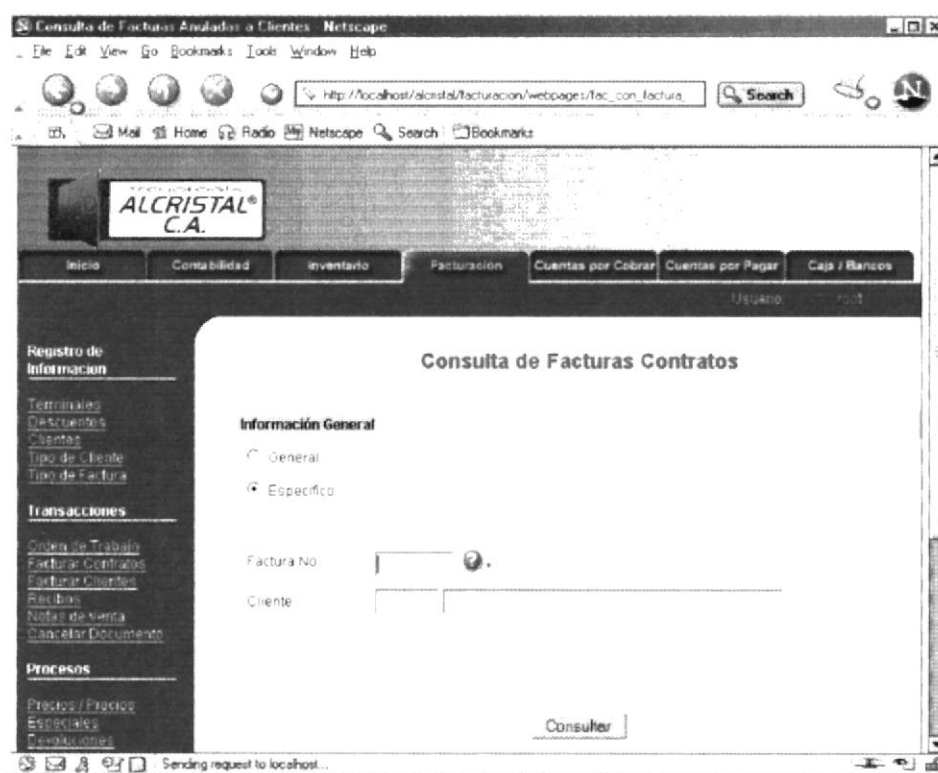 Consulta de Facturas Anuladas a Clientes - Netscape
File Edit View Go Bookmarks Tools Window Help
http://localhost/alcristal/facturacion/webpages/fac_con_factura_ Search
Mail Home Radio Netscape Search Bookmarks
ALCRISTAL®
C.A.
Inicio Contabilidad Inventario Facturación Cuentas por Cobrar Cuentas por Pagar Caja / Bancos
Usuario root
Registro de
Informacion
Consulta de Facturas Contratos
Terminales
Descuentos
Clientes
Tipo de Cliente
Tipo de Factura
Información General
General
Especifico
Transacciones
Orden de Trabajo
Facturar Contratos
Facturar Clientes
Recibos
Notas de venta
Cancelar Documento
Factura No
Cliente
Procesos
Precios / Precios
Especiales
Devoluciones
Consultar
Sending request to localhost...